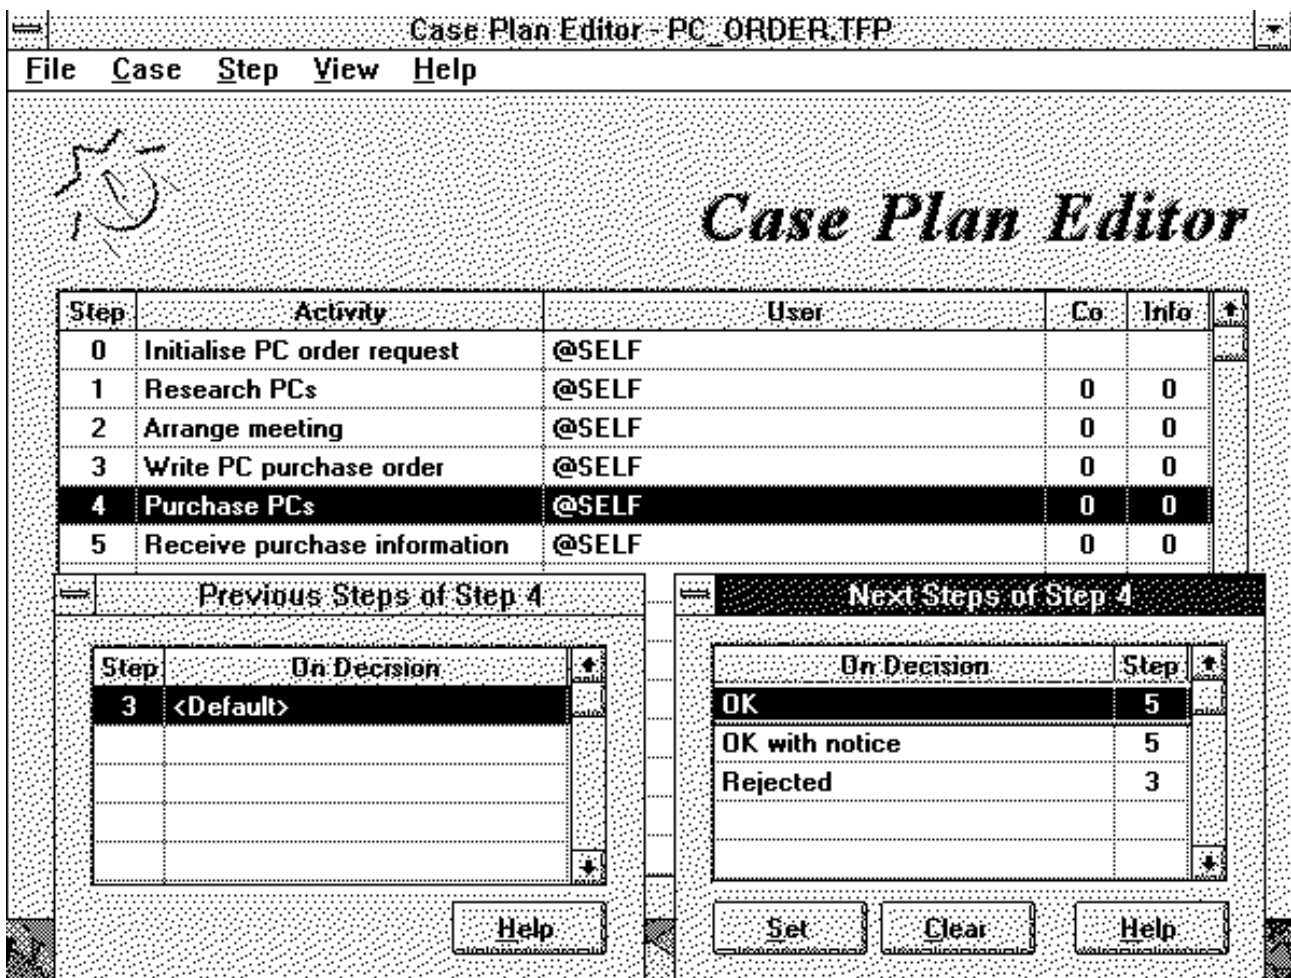 Case Plan Editor - PC_ORDER.TFP
File Case Step View Help
Case Plan Editor
Step Activity User Co Info
0 Initialise PC order request @SELF
1 Research PCs @SELF 0 0
2 Arrange meeting @SELF 0 0
3 Write PC purchase order @SELF 0 0
4 Purchase PCs @SELF 0 0
5 Receive purchase information @SELF 0 0
Previous Steps of Step 4
Step On Decision
3 <Default>
Help
Next Steps of Step 4
On Decision Step
OK 5
OK with notice 5
Rejected 3
Set Clear Help